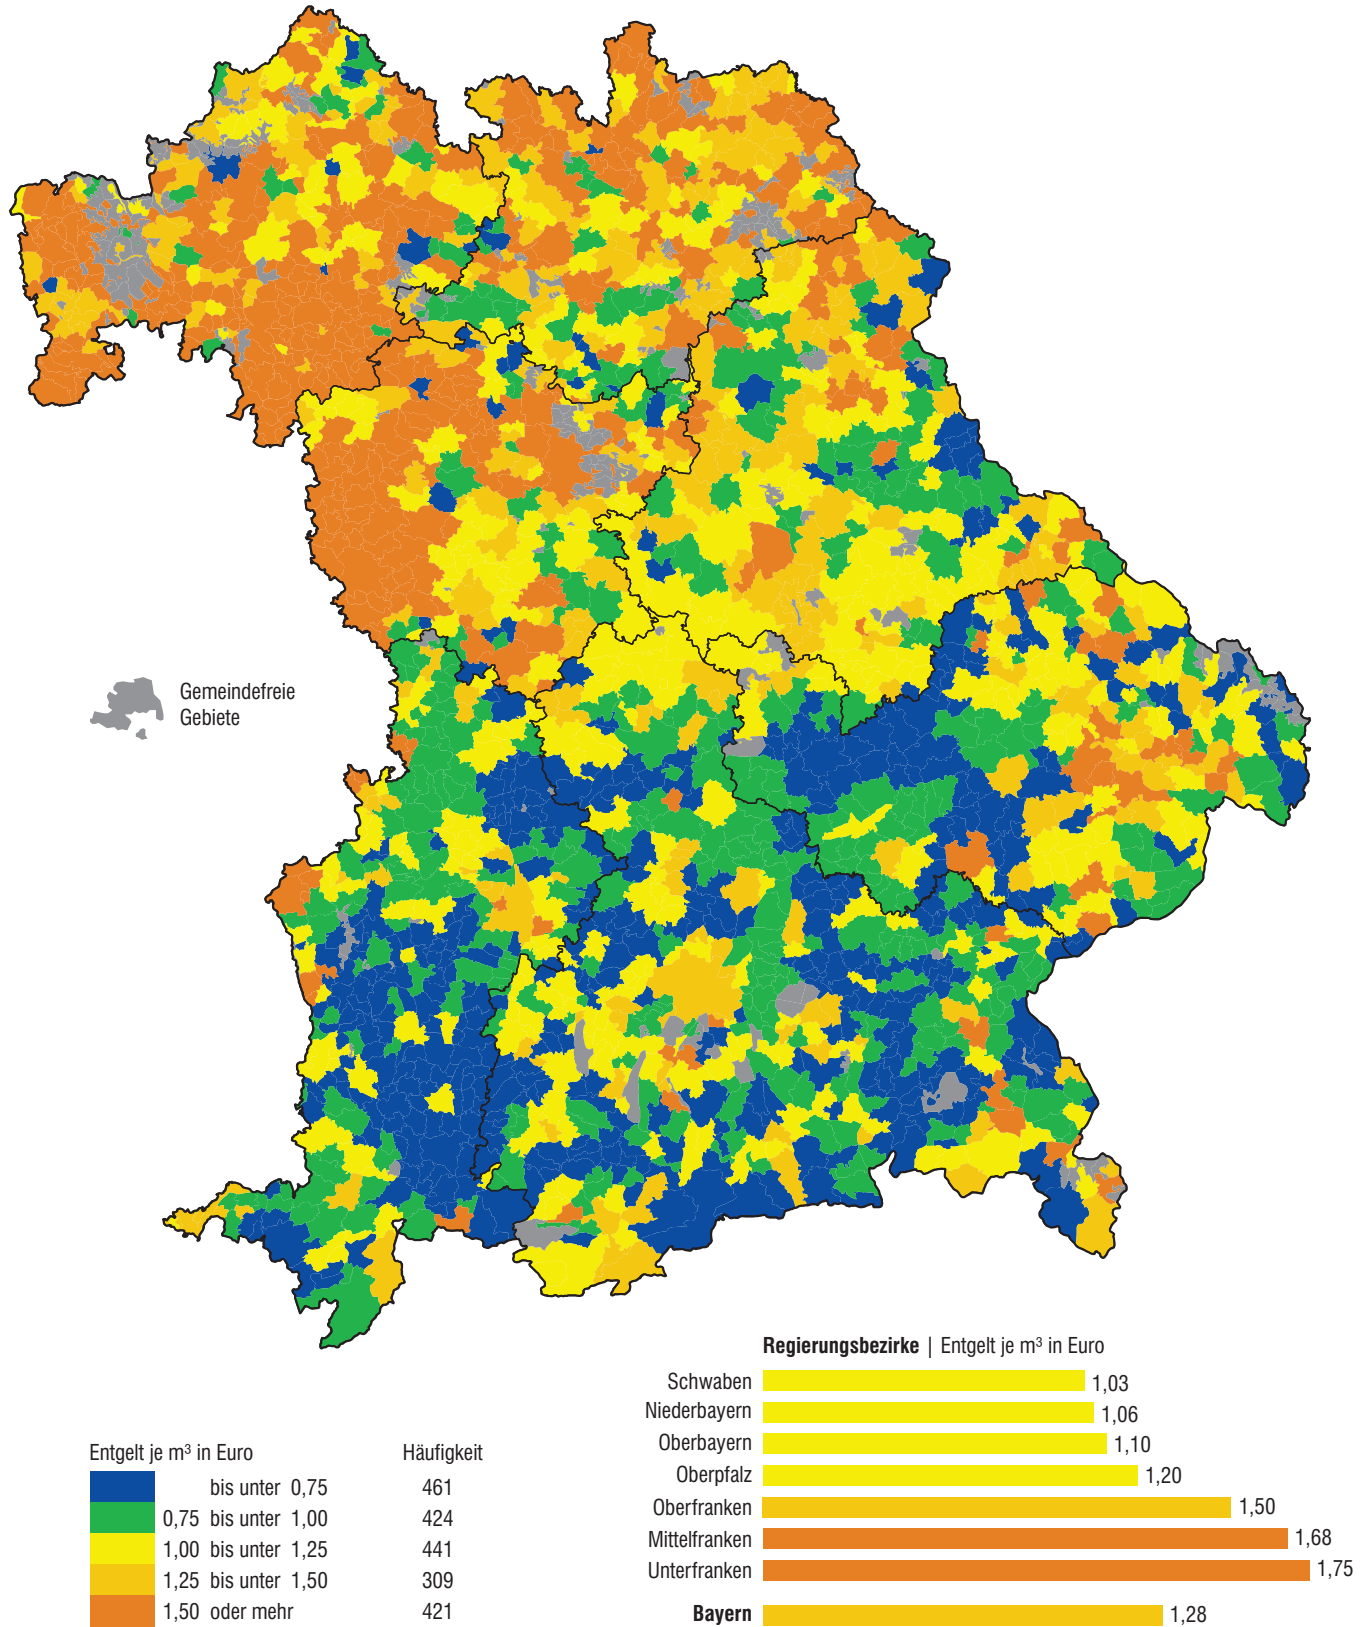 Gemeindefreie
Gebiete
Regierungsbezirke | Entgelt je m³ in Euro
Schwaben 1,03
Niederbayern 1,06
Oberbayern 1,10
Oberpfalz 1,20
Oberfranken 1,50
Mittelfranken 1,68
Unterfranken 1,75
Bayern 1,28
Entgelt je m³ in Euro Häufigkeit
bis unter 0,75 461
0,75 bis unter 1,00 424
1,00 bis unter 1,25 441
1,25 bis unter 1,50 309
1,50 oder mehr 421